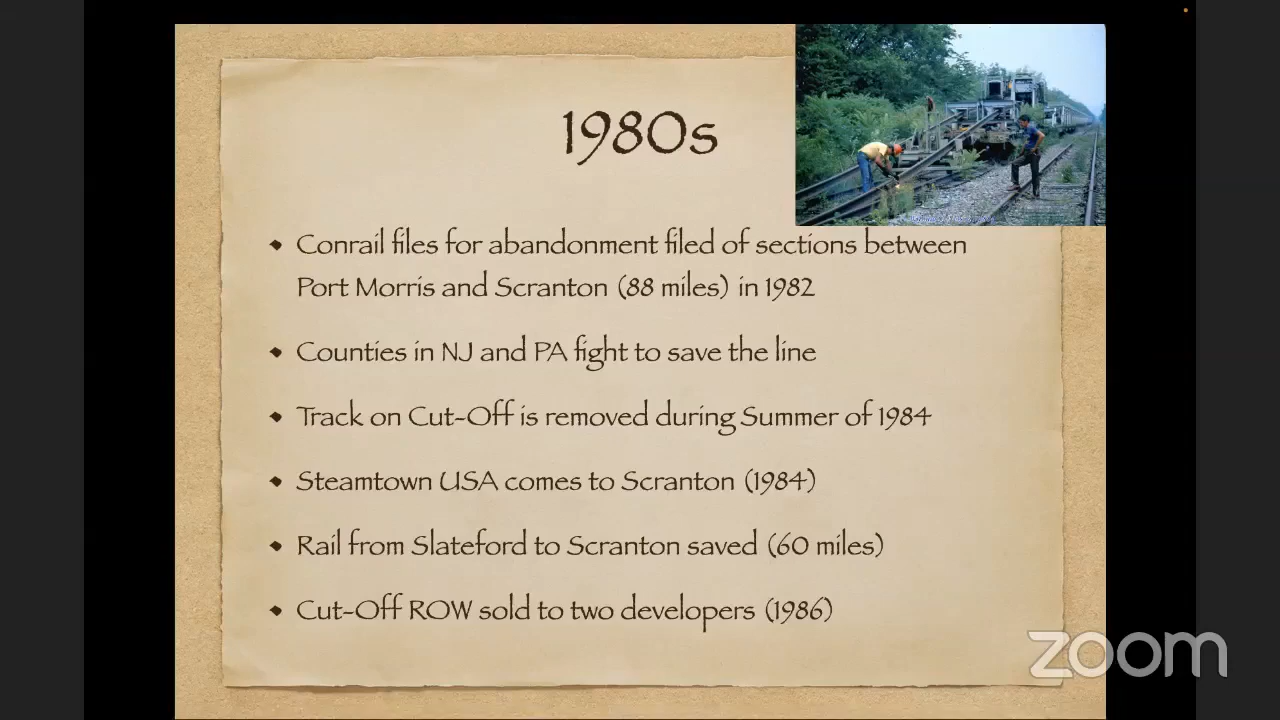 1980s
• Conrail files for abandonment filed of sections between
Port Morris and Scranton (88 miles) in 1982
• Counties in NJ and PA fight to save the line
• Track on Cut-Off is removed during Summer of 1984
• Steamtown USA comes to Scranton (1984)
• Rail from Slateford to Scranton saved (60 miles)
• Cut-Off ROW sold to two developers (1986)
zoom